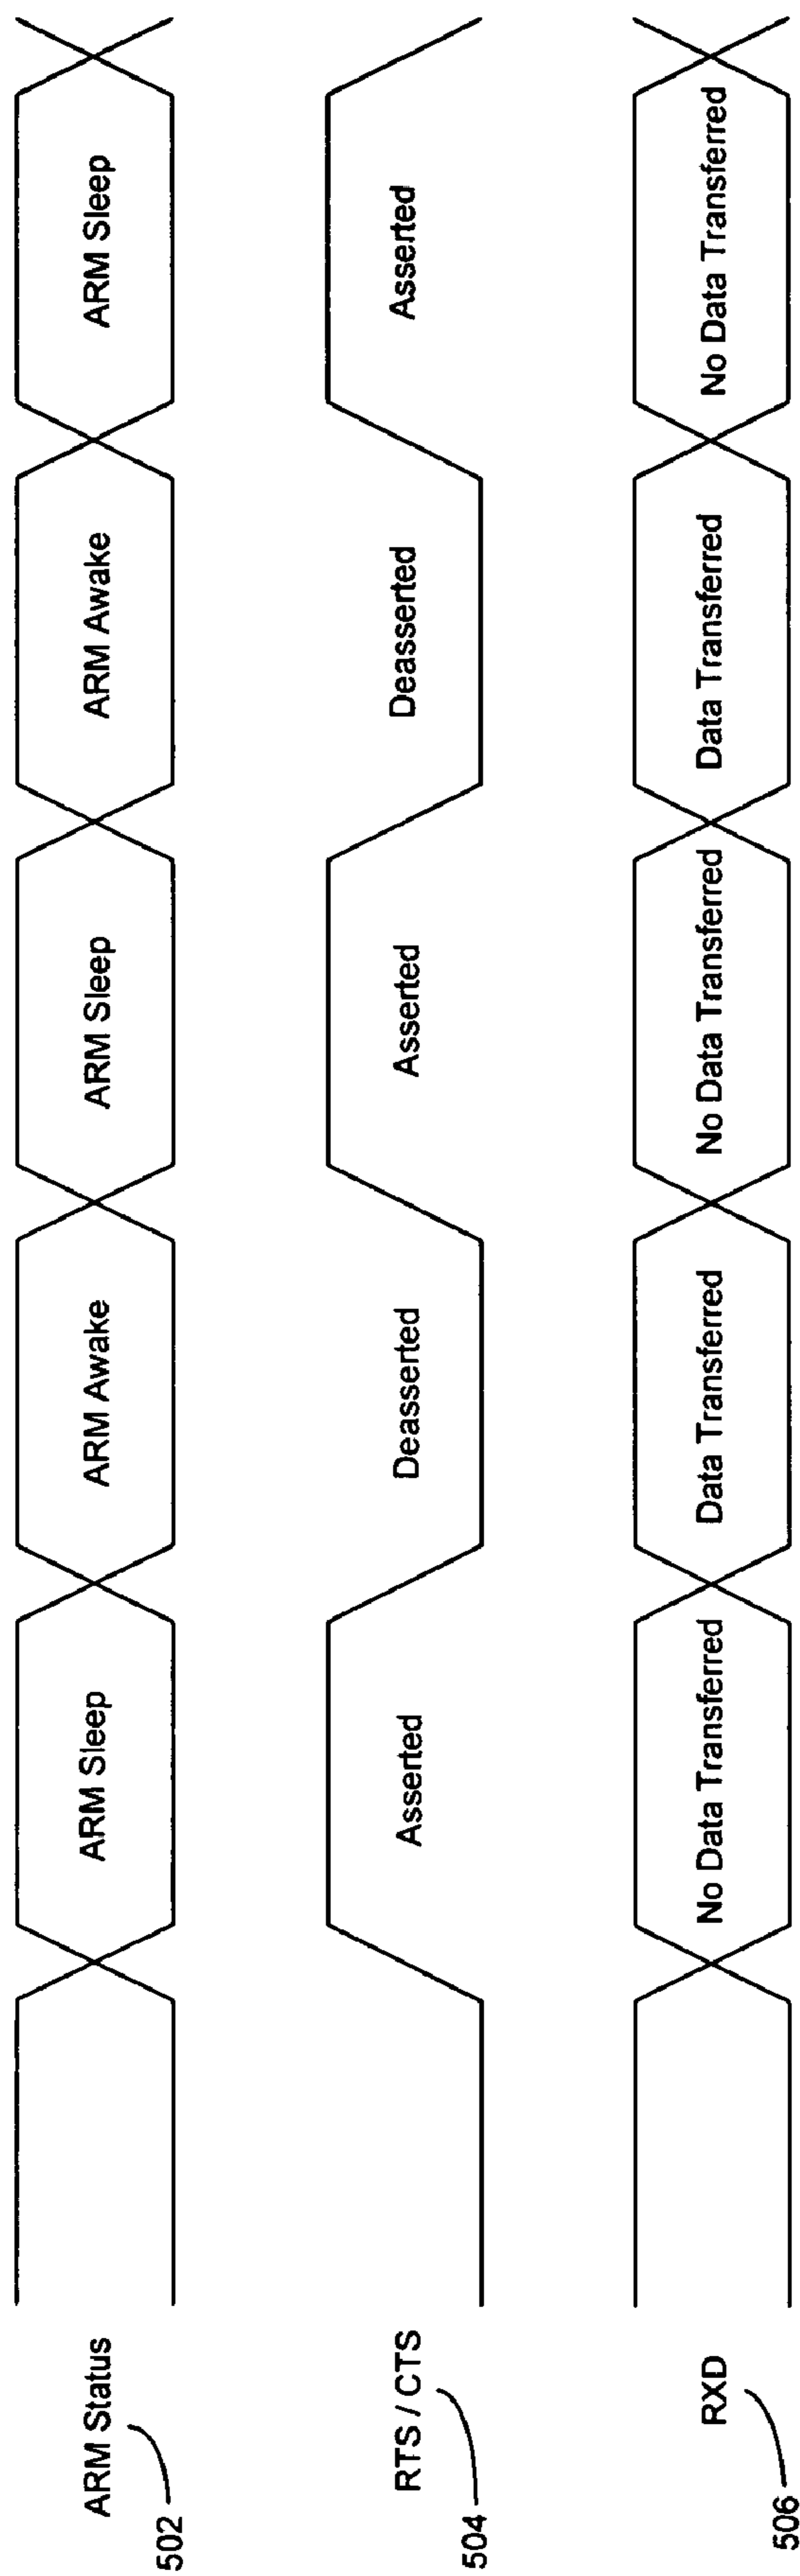 ARM Status
502
ARM Sleep
ARM Awake
ARM Sleep
ARM Awake
ARM Sleep
RTS / CTS
504
Asserted
Deasserted
Asserted
Deasserted
Asserted
RXD
506
No Data Transferred
Data Transferred
No Data Transferred
Data Transferred
No Data Transferred